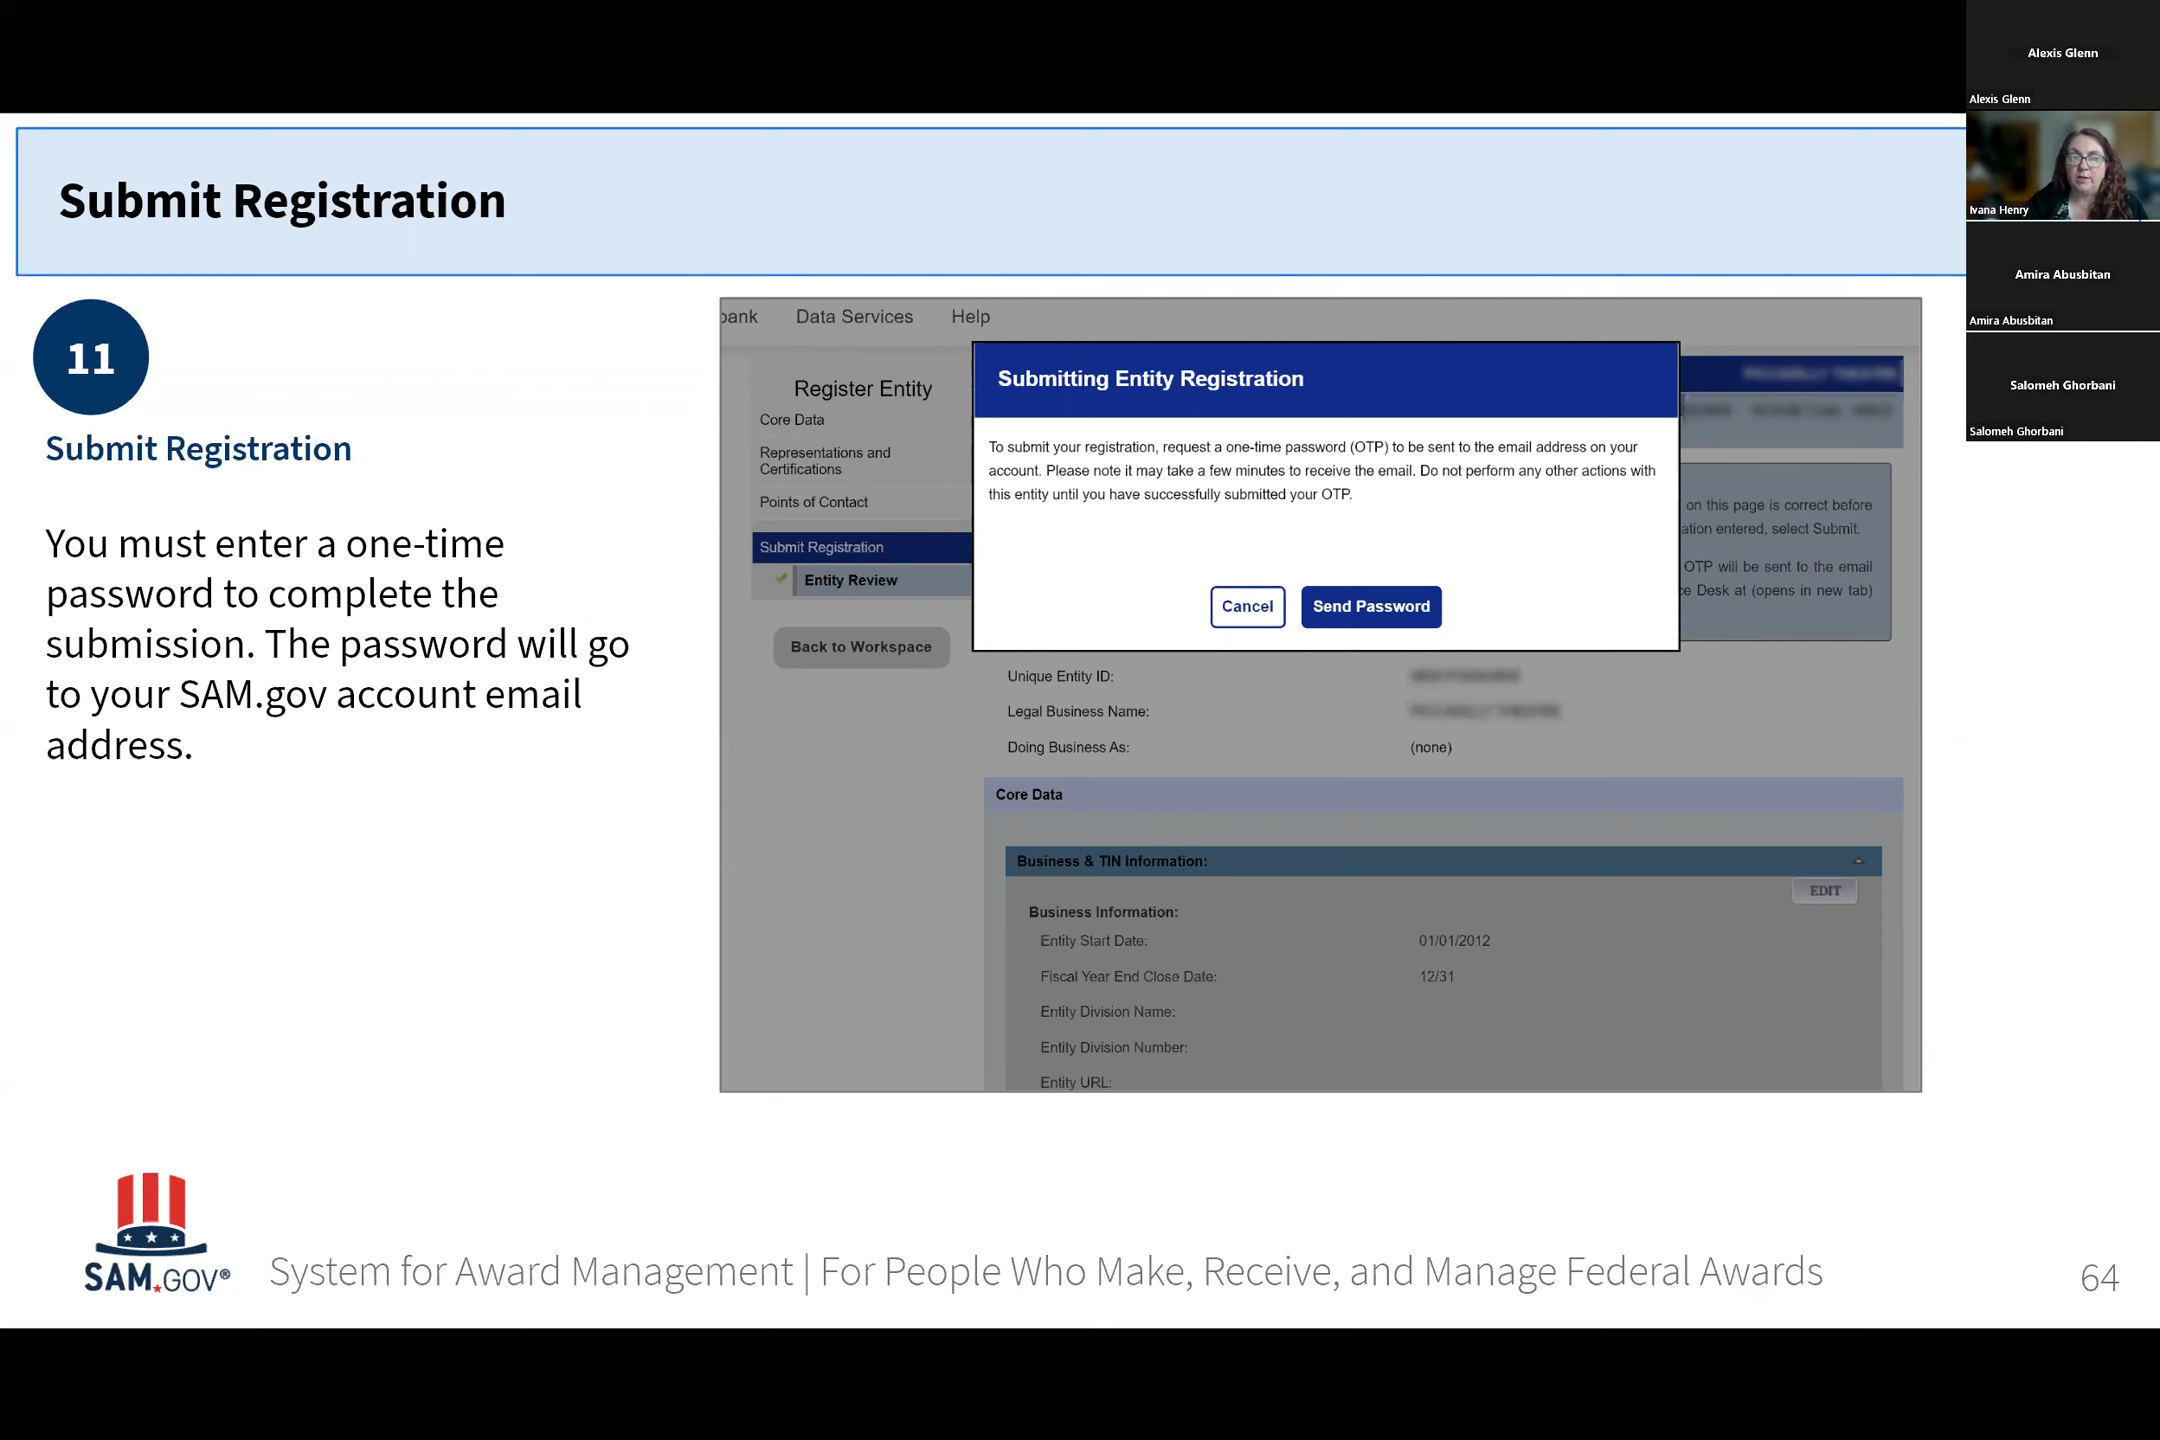 Submit Registration
11
Submit Registration
You must enter a one-time
password to complete the
submission. The password will go
to your SAM.gov account email
address.
bank Data Services Help
Register Entity
Core Data
Representations and
Certifications
Points of Contact
Submit Registration
Entity Review
Back to Workspace
Submitting Entity Registration
To submit your registration, request a one-time password (OTP) to be sent to the email address on your
account. Please note it may take a few minutes to receive the email. Do not perform any other actions with
this entity until you have successfully submitted your OTP.
Cancel Send Password
on this page is correct before
ation entered, select Submit.
OTP will be sent to the email
ce Desk at (opens in new tab)
Unique Entity ID:
Legal Business Name:
Doing Business As: (none)
Core Data
Business & TIN Information:
EDIT
Business Information:
Entity Start Date: 01/01/2012
Fiscal Year End Close Date: 12/31
Entity Division Name:
Entity Division Number:
Entity URL:
SAM.GOV®
System for Award Management | For People Who Make, Receive, and Manage Federal Awards
64
Alexis Glenn
Alexis Glenn
Ivana Henry
Amira Abusbitan
Amira Abusbitan
Salomeh Ghorbani
Salomeh Ghorbani